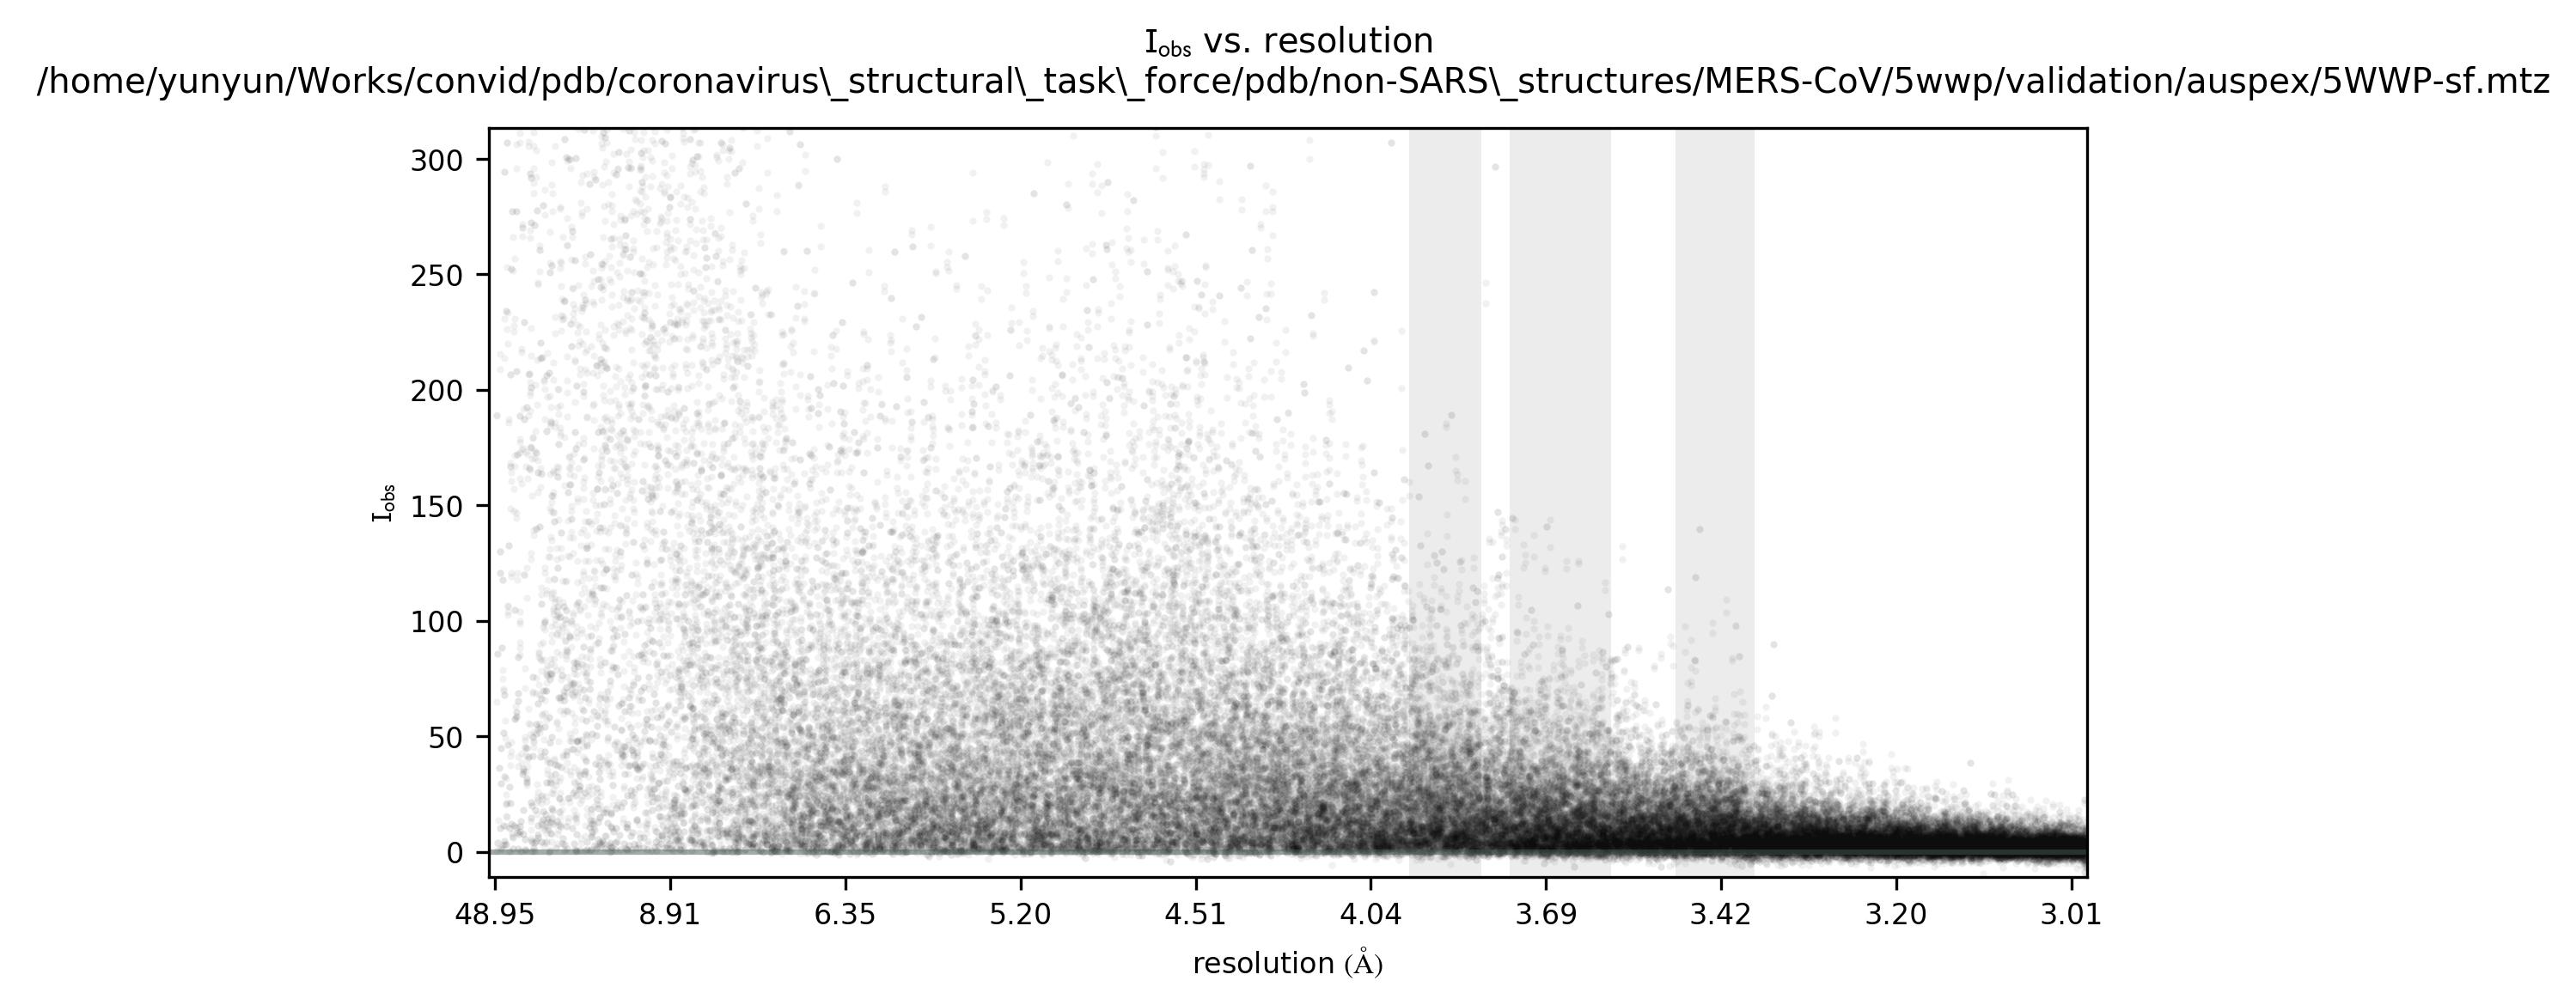 Iobs vs. resolution
/home/yunyun/Works/convid/pdb/coronavirus\_structural\_task\_force/pdb/non-SARS\_structures/MERS-CoV/5wwp/validation/auspex/5WWP-sf.mtz
300
250
200
150
100
50
0
Iobs
48.95 8.91 6.35 5.20 4.51 4.04 3.69 3.42 3.20 3.01
resolution (Å)